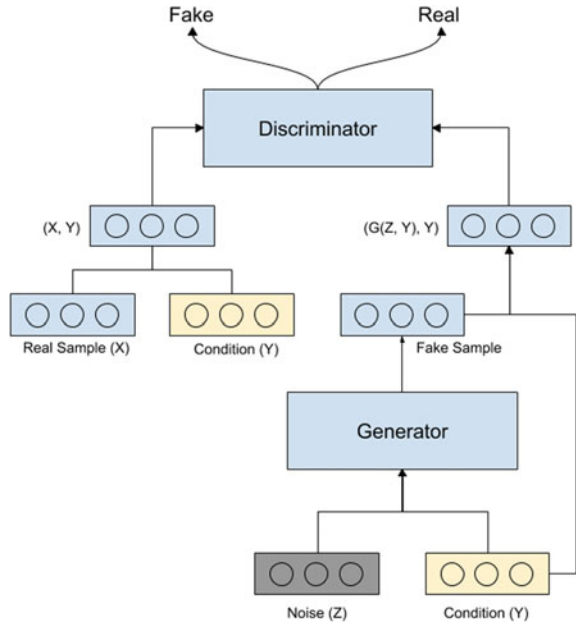 Fake
Real
Discriminator
(X, Y)
(G(Z, Y), Y)
Real Sample (X)
Condition (Y)
Fake Sample
Generator
Noise (Z)
Condition (Y)